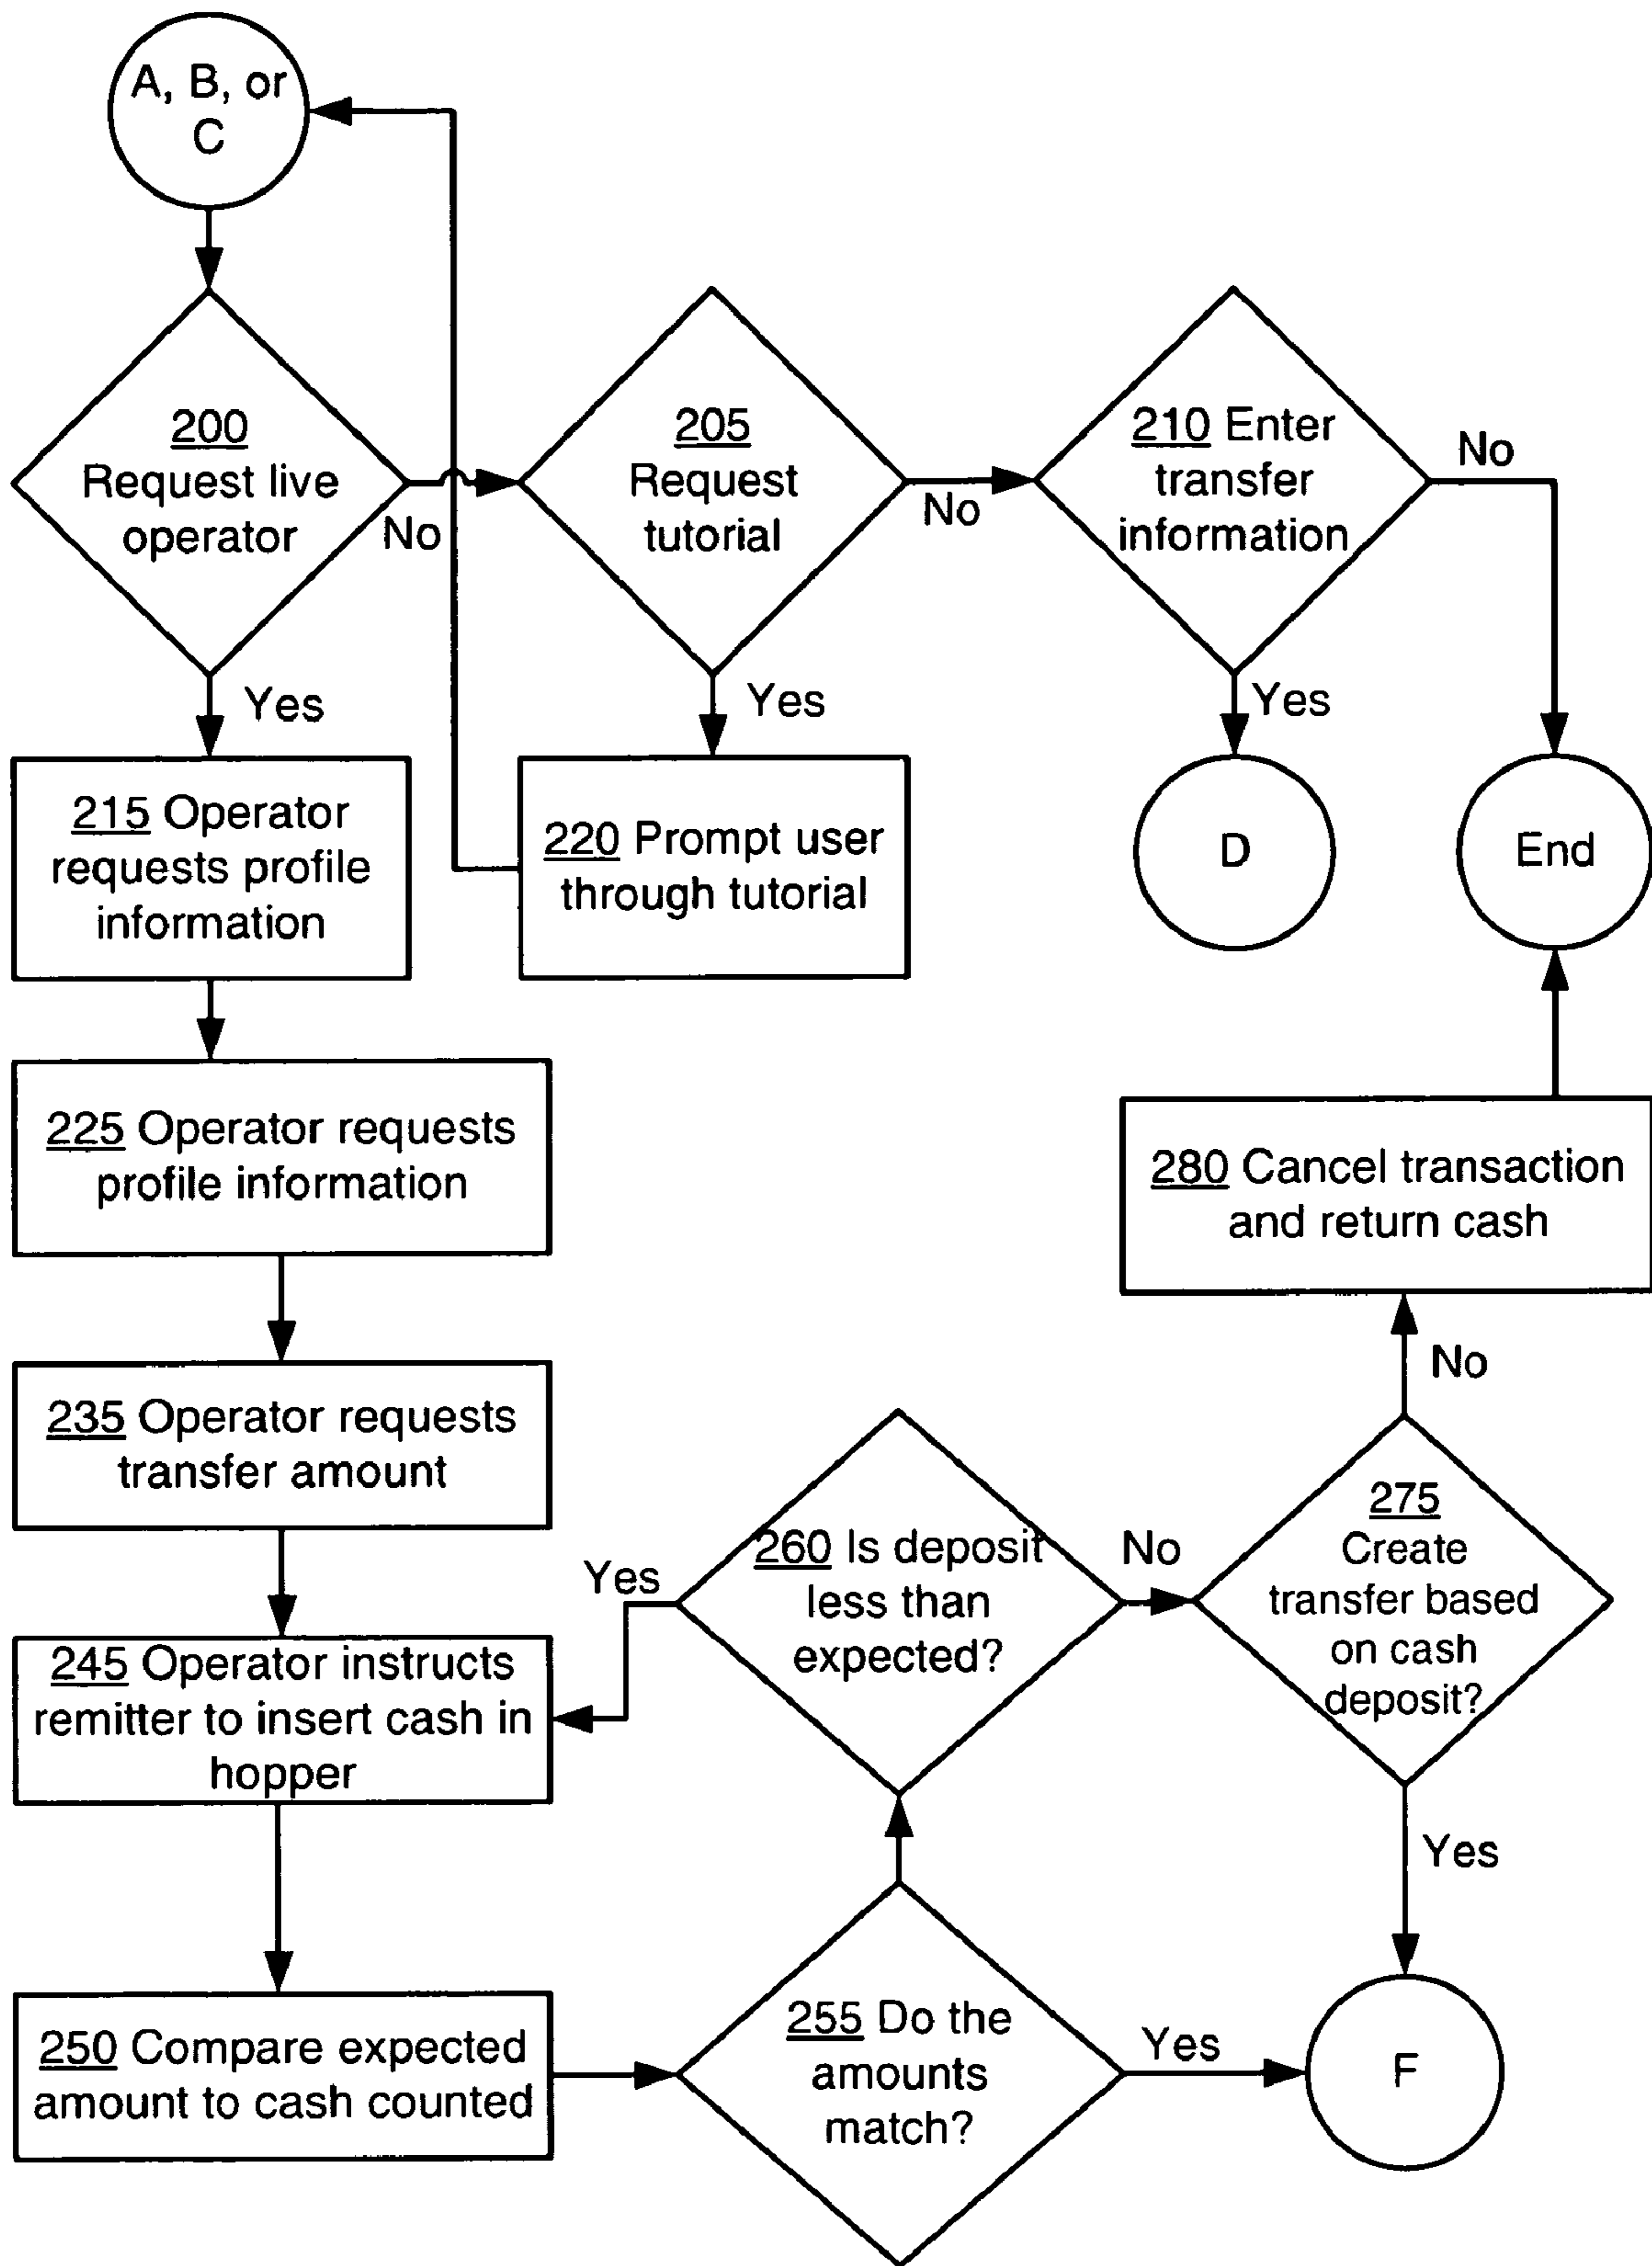 A, B, or
C
200
Request live
operator
No
205
Request
tutorial
No
210 Enter
transfer
information
No
Yes
Yes
Yes
215 Operator
requests profile
information
220 Prompt user
through tutorial
D
End
225 Operator requests
profile information
280 Cancel transaction
and return cash
No
235 Operator requests
transfer amount
260 Is deposit
less than
expected?
Yes
No
275
Create
transfer based
on cash
deposit?
245 Operator instructs
remitter to insert cash in
hopper
Yes
250 Compare expected
amount to cash counted
255 Do the
amounts
match?
Yes
F